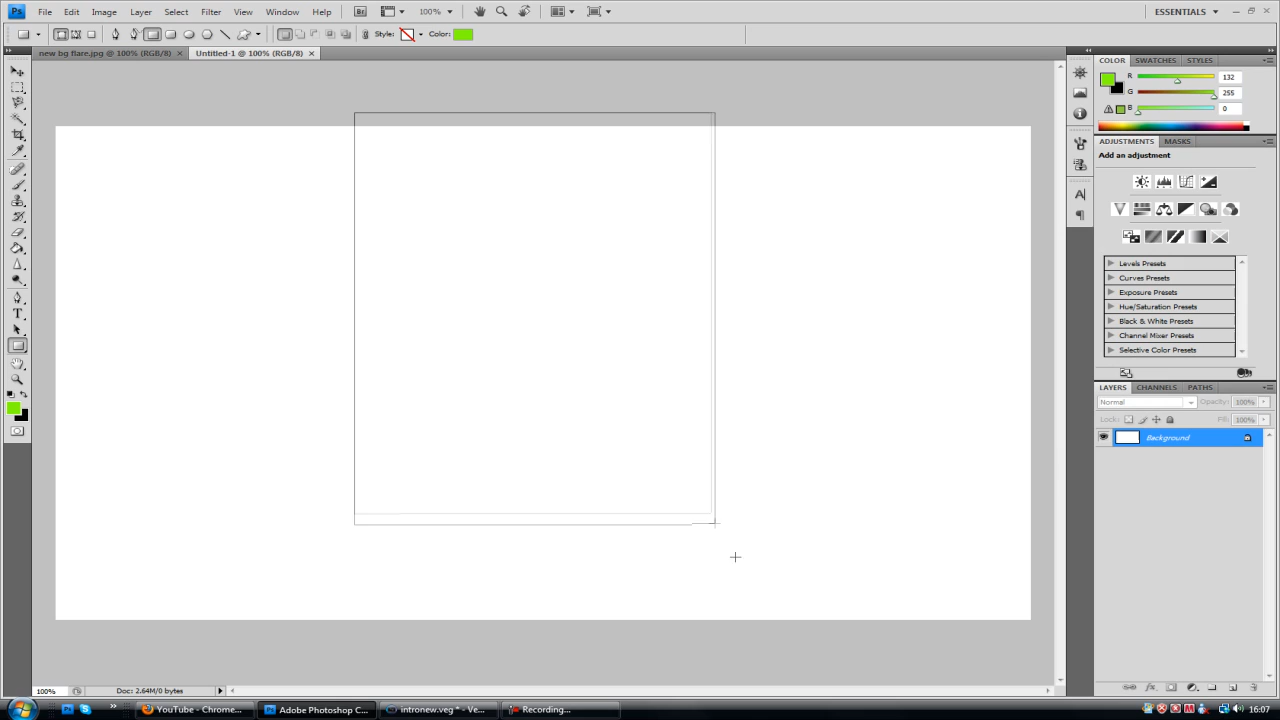 Ps File Edit Image Layer Select Filter View Window Help Br 100% ESSENTIALS
Style: Color:
new bg flare.jpg @ 100% (RGB/8) × Untitled-1 @ 100% (RGB/8) ×
COLOR SWATCHES STYLES
R 132
G 255
B 0
ADJUSTMENTS MASKS
Add an adjustment
Levels Presets
Curves Presets
Exposure Presets
Hue/Saturation Presets
Black & White Presets
Channel Mixer Presets
Selective Color Presets
LAYERS CHANNELS PATHS
Normal Opacity: 100%
Lock: Fill: 100%
Background
100% Doc: 2.64M/0 bytes
YouTube - Chrome... Adobe Photoshop C... intronew.veg * - Ve... Recording... 16:07